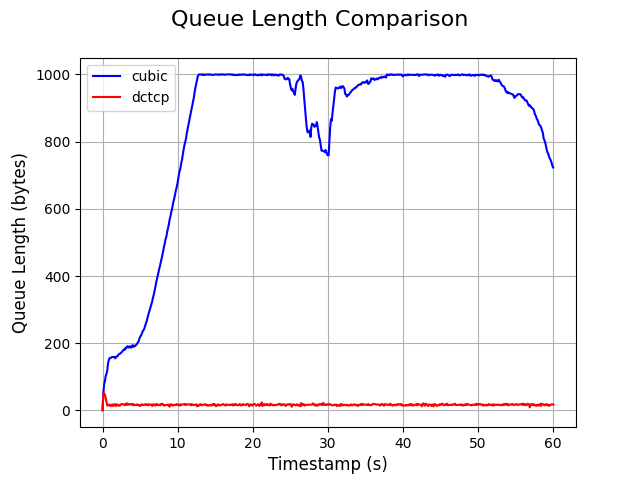 Queue Length Comparison
cubic
dctcp
Queue Length (bytes)
1000
800
600
400
200
0
0 10 20 30 40 50 60
Timestamp (s)